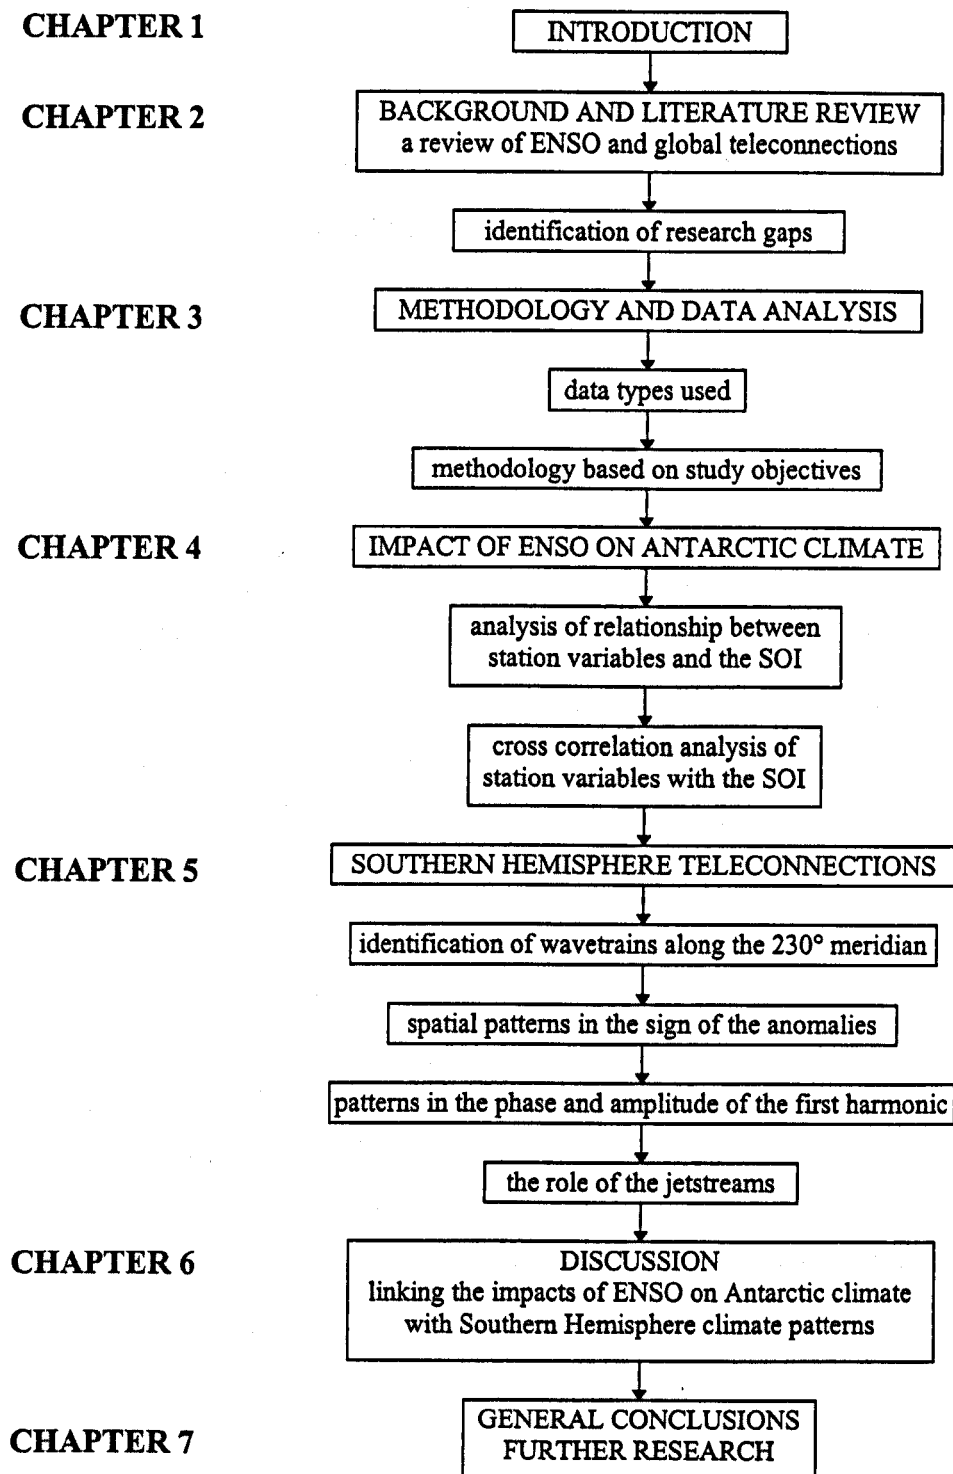 CHAPTER 1
INTRODUCTION
CHAPTER 2
BACKGROUND AND LITERATURE REVIEW
a review of ENSO and global teleconnections
identification of research gaps
CHAPTER 3
METHODOLOGY AND DATA ANALYSIS
data types used
methodology based on study objectives
CHAPTER 4
IMPACT OF ENSO ON ANTARCTIC CLIMATE
analysis of relationship between
station variables and the SOI
cross correlation analysis of
station variables with the SOI
CHAPTER 5
SOUTHERN HEMISPHERE TELECONNECTIONS
identification of wavetrains along the 230° meridian
spatial patterns in the sign of the anomalies
patterns in the phase and amplitude of the first harmonic
the role of the jetstreams
CHAPTER 6
DISCUSSION
linking the impacts of ENSO on Antarctic climate
with Southern Hemisphere climate patterns
CHAPTER 7
GENERAL CONCLUSIONS
FURTHER RESEARCH